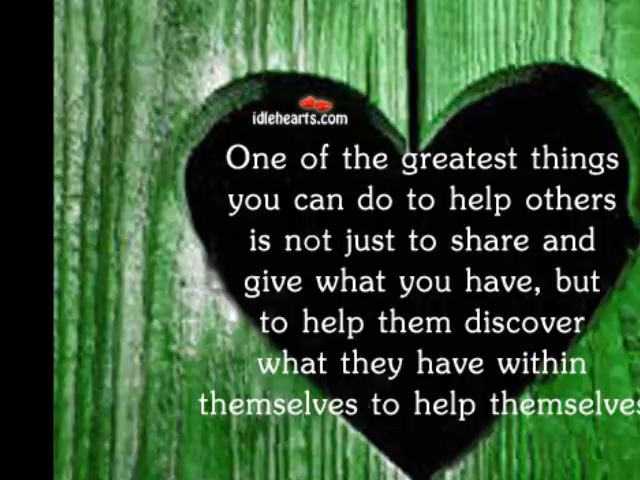 idlehearts.com
One of the greatest things
you can do to help others
is not just to share and
give what you have, but
to help them discover
what they have within
themselves to help themselves